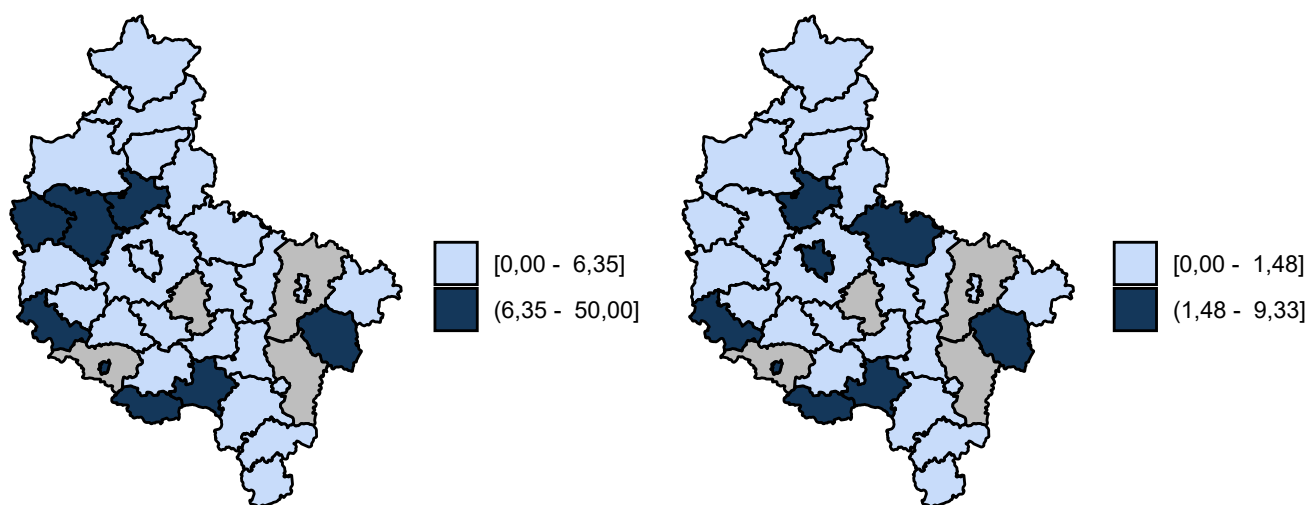 [0,00 - 6,35]
(6,35 - 50,00]
[0,00 - 1,48]
(1,48 - 9,33]